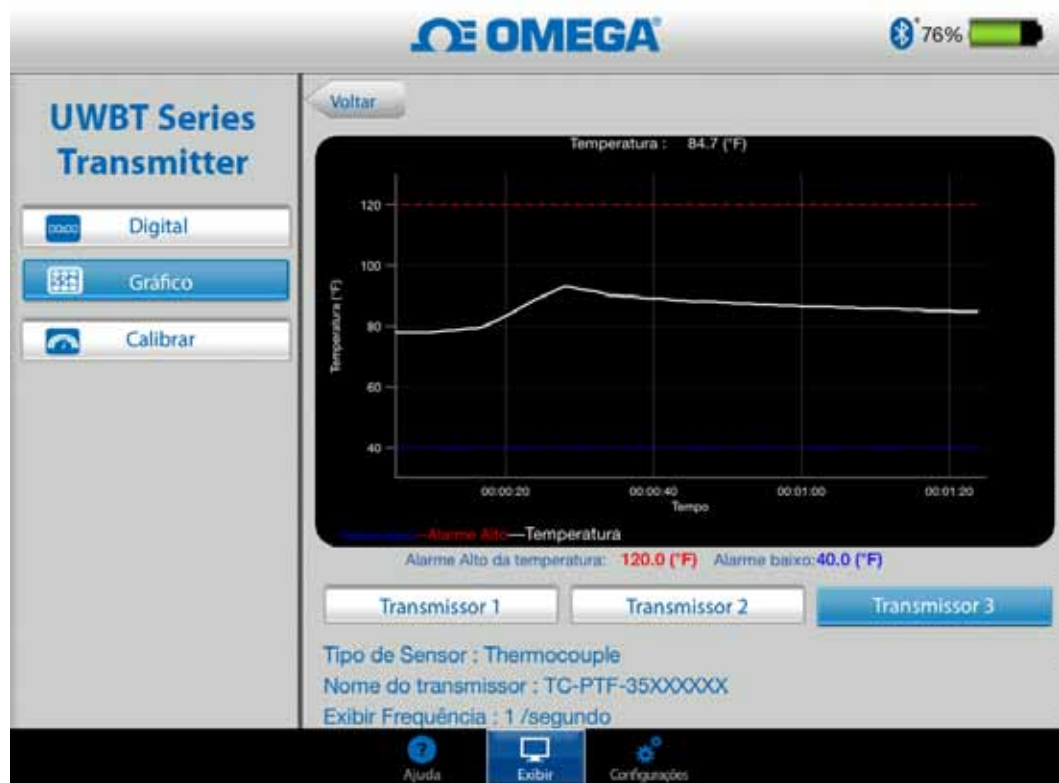 OMEGA®
76%
UWBT Series
Transmitter
Digital
Gráfico
Calibrar
Voltar
Temperatura : 84.7 (°F)
Temperatura (°F)
120
100
80
60
40
00:00:20 00:00:40 00:01:00 00:01:20
Tempo
Alarme Alto—Temperatura
Alarme Alto da temperatura: 120.0 (°F) Alarme baixo:40.0 (°F)
Transmissor 1 Transmissor 2 Transmissor 3
Tipo de Sensor : Thermocouple
Nome do transmissor : TC-PTF-35XXXXXX
Exibir Frequência : 1 /segundo
Ajuda Exibir Configurações